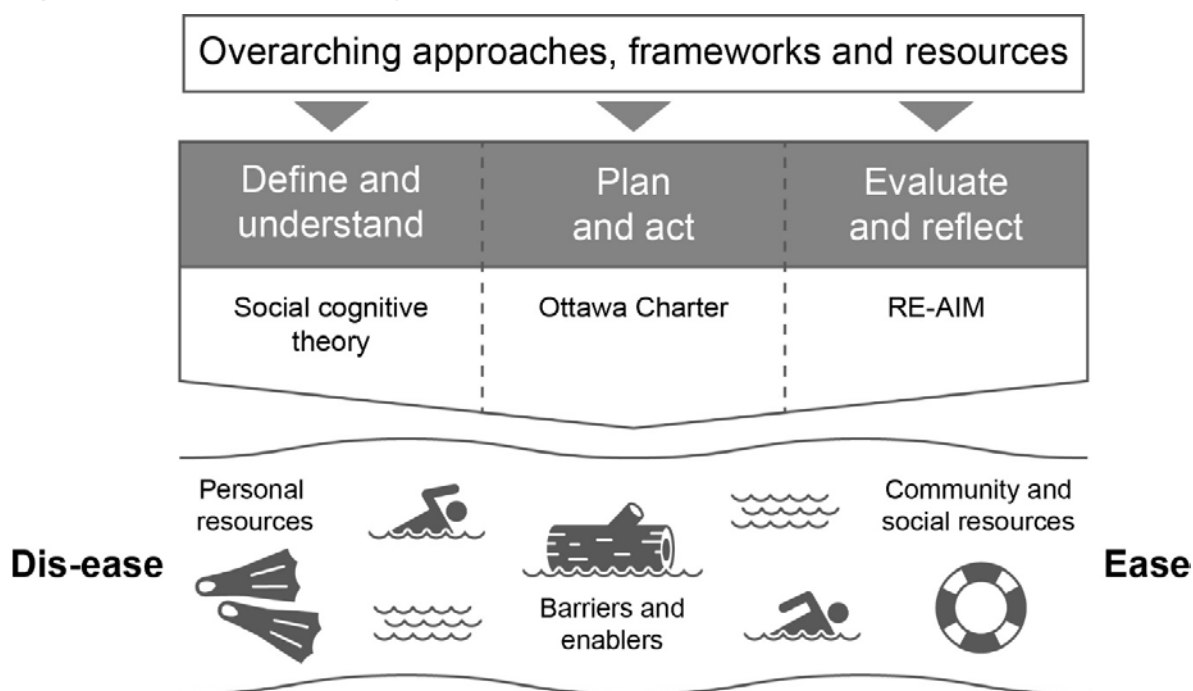 Overarching approaches, frameworks and resources
Define and
understand
Plan
and act
Evaluate
and reflect
Social cognitive
theory
Ottawa Charter
RE-AIM
Personal
resources
Community and
social resources
Dis-ease
Ease
Barriers and
enablers